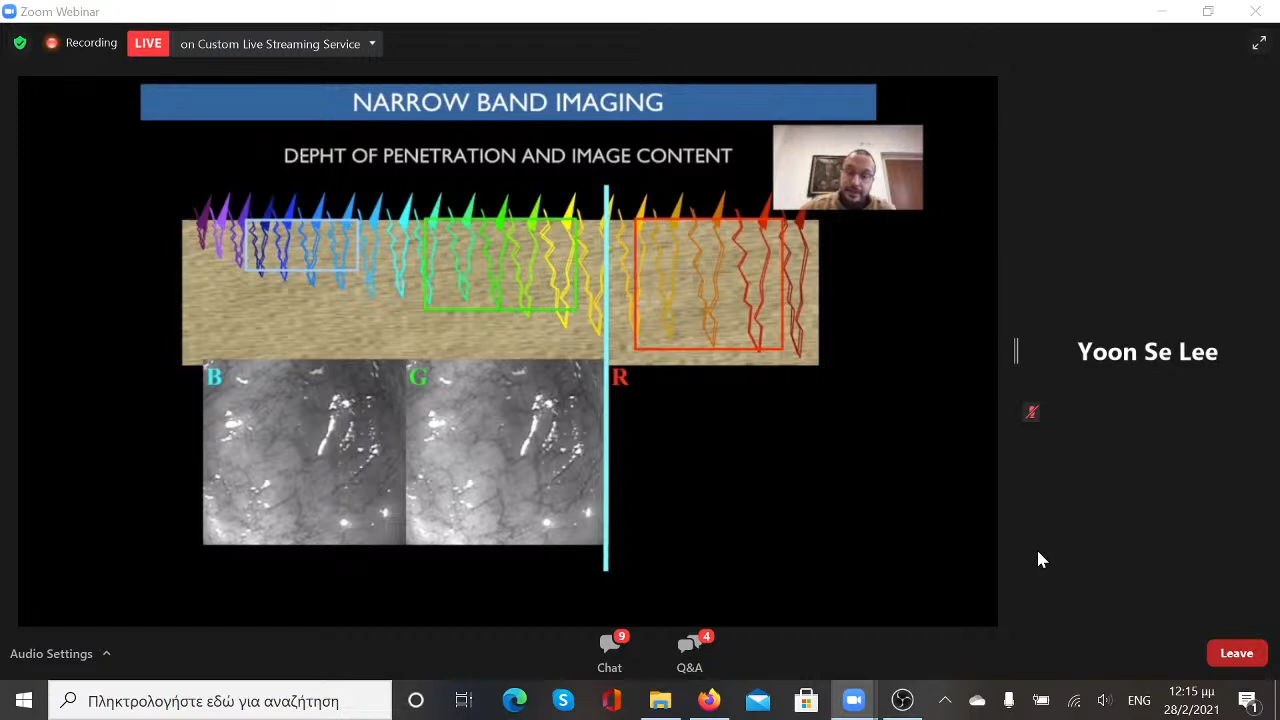 Zoom Webinar
Recording
LIVE
on Custom Live Streaming Service
NARROW BAND IMAGING
DEPHT OF PENETRATION AND IMAGE CONTENT
B
G
R
Yoon Se Lee
Audio Settings
9
Chat
4
Q&A
Leave
Πληκτρολογήστε εδώ για αναζήτηση
ENG
12:15 μμ
28/2/2021
1